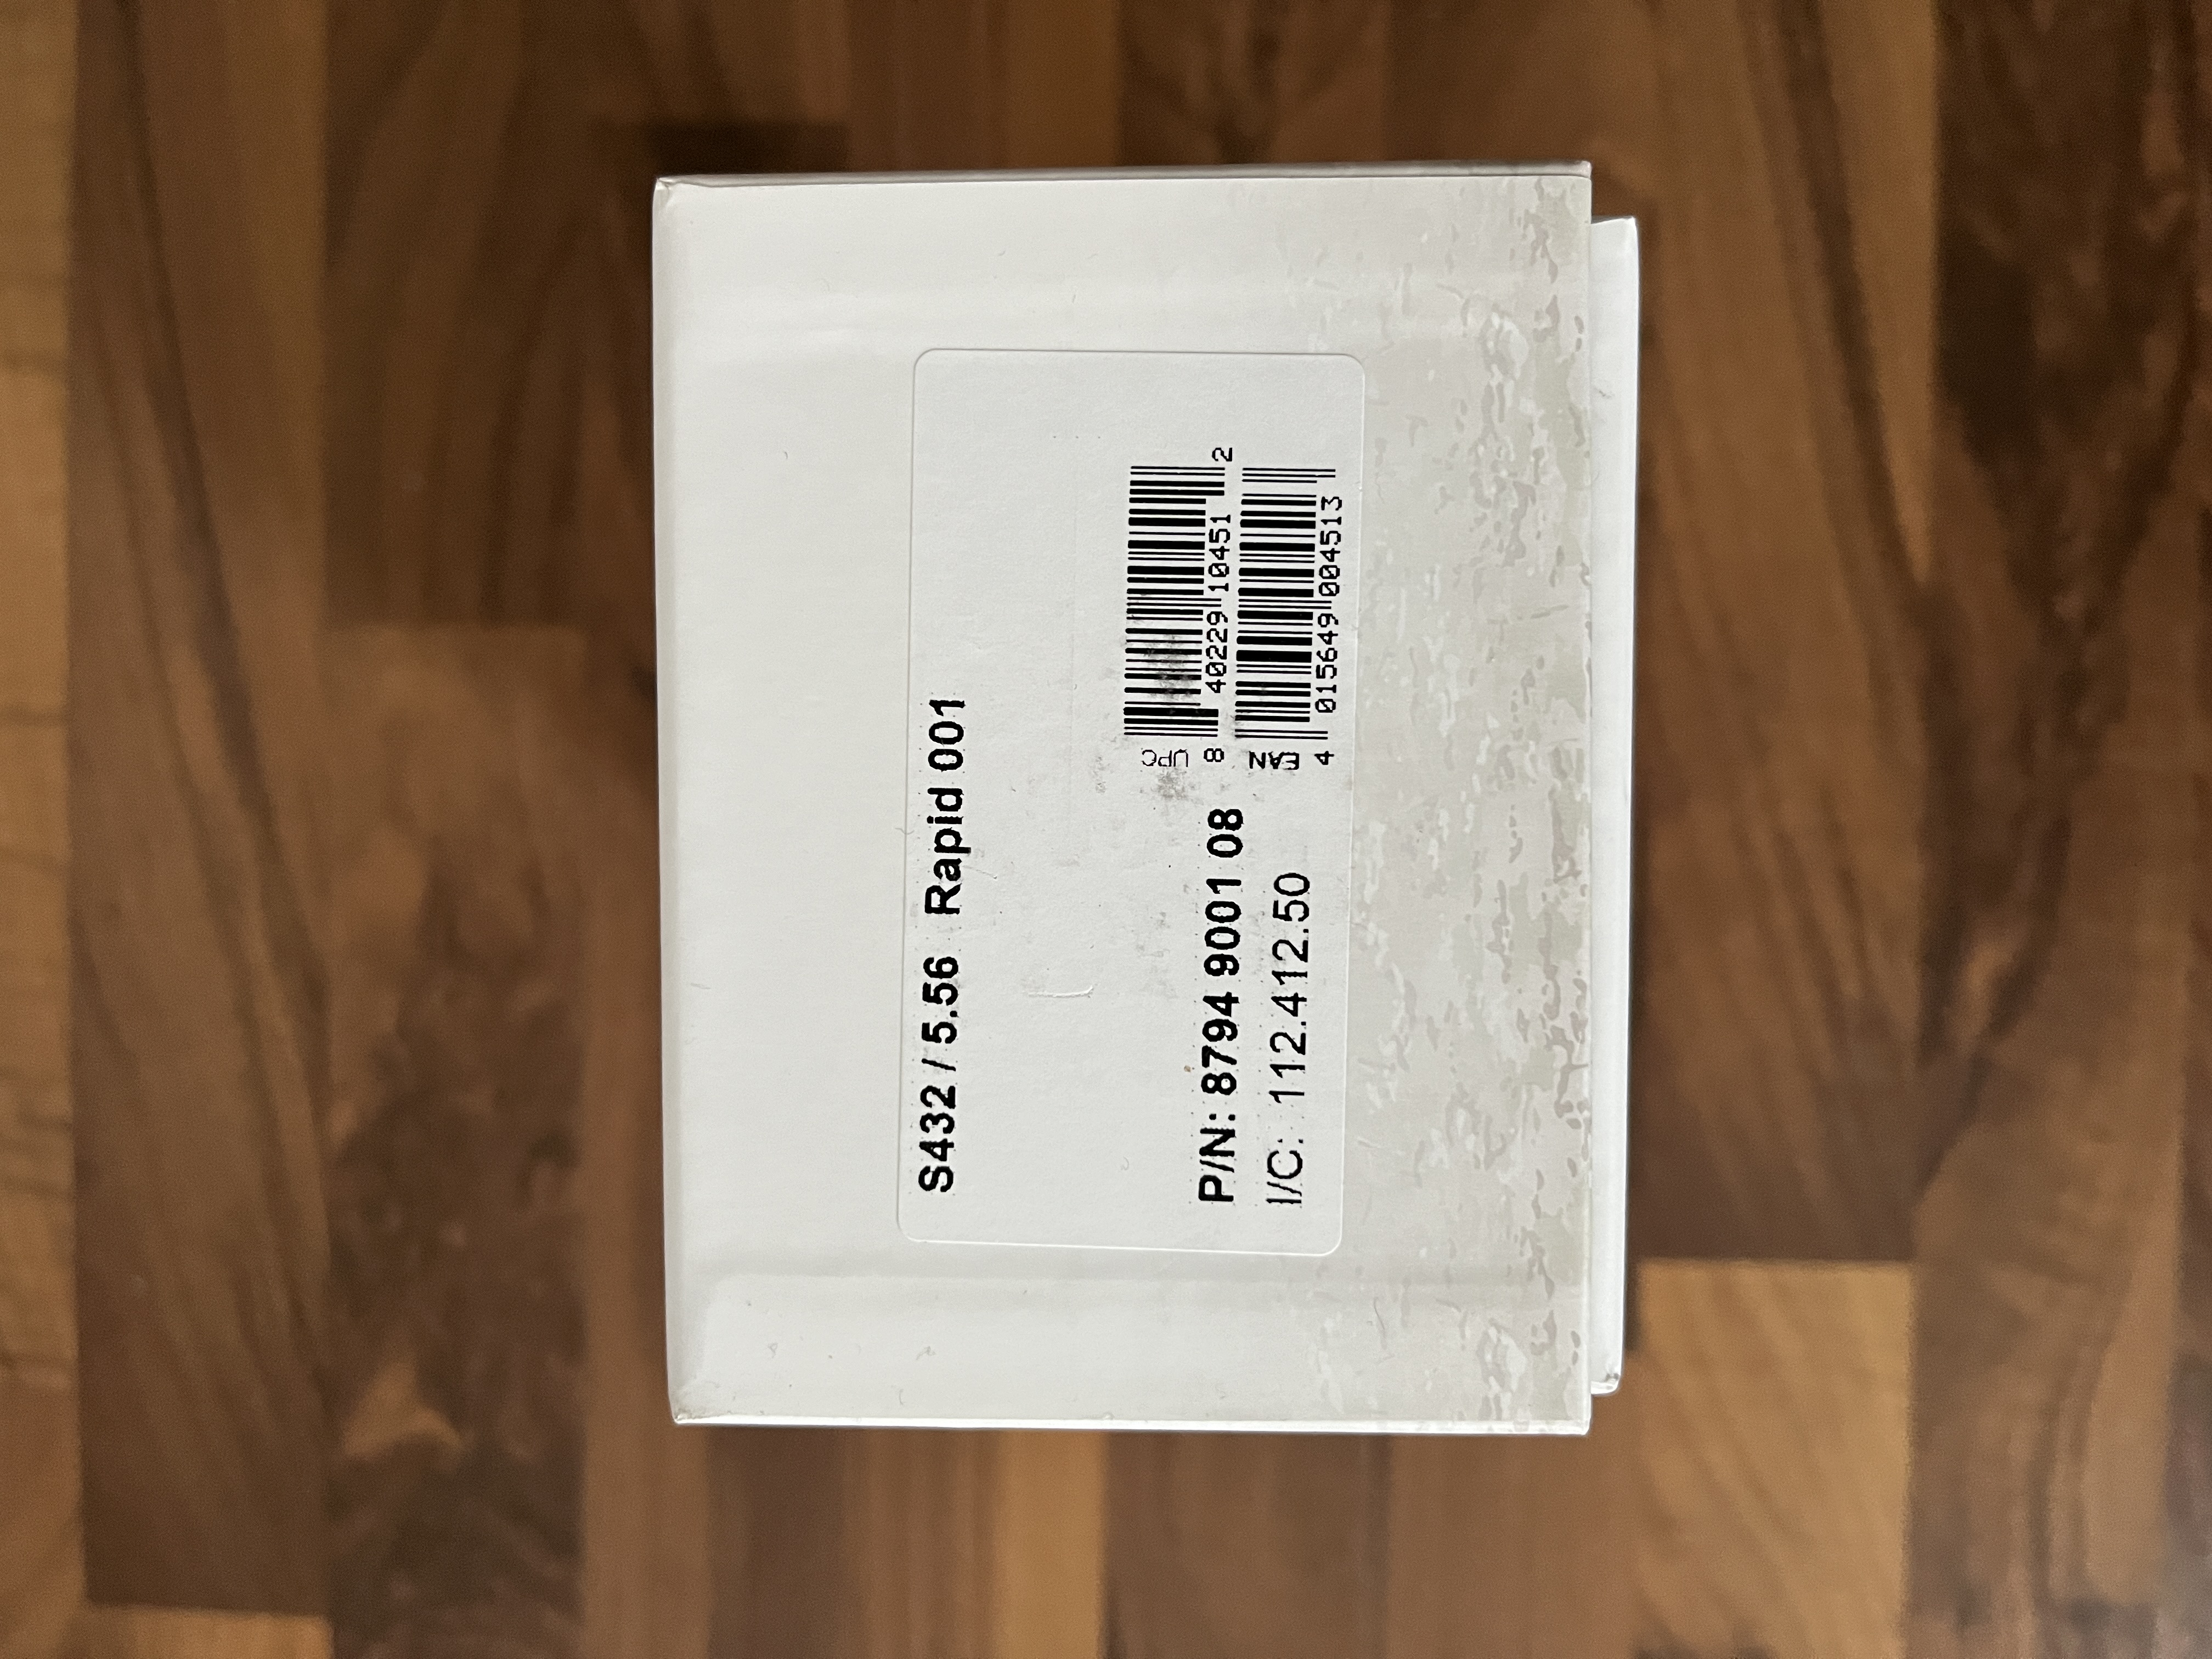 S432 / 5.56 Rapid 001
P/N: 8794 9001 08
I/C: 112.412.50
UPC
8 40229 10451 2
EAN
4 015649 004513